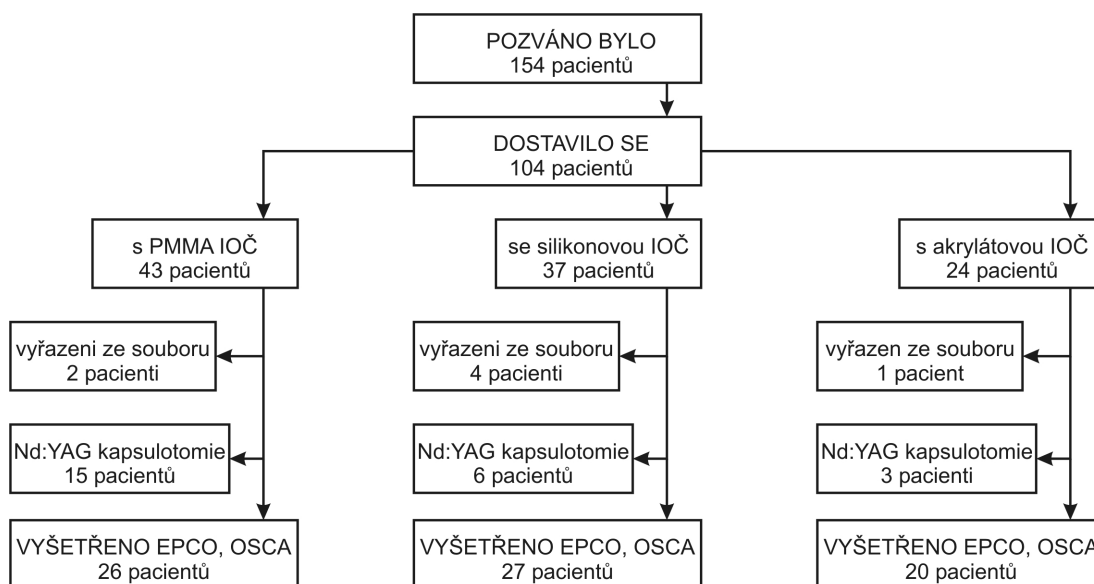 POZVÁNO BYLO
154 pacientů
DOSTAVILO SE
104 pacientů
s PMMA IOČ
43 pacientů
se silikonovou IOČ
37 pacientů
s akrylátovou IOČ
24 pacientů
vyřazeni ze souboru
2 pacienti
vyřazeni ze souboru
4 pacienti
vyřazen ze souboru
1 pacient
Nd:YAG kapsulotomie
15 pacientů
Nd:YAG kapsulotomie
6 pacientů
Nd:YAG kapsulotomie
3 pacienti
VYŠETŘENO EPCO, OSCA
26 pacientů
VYŠETŘENO EPCO, OSCA
27 pacientů
VYŠETŘENO EPCO, OSCA
20 pacientů